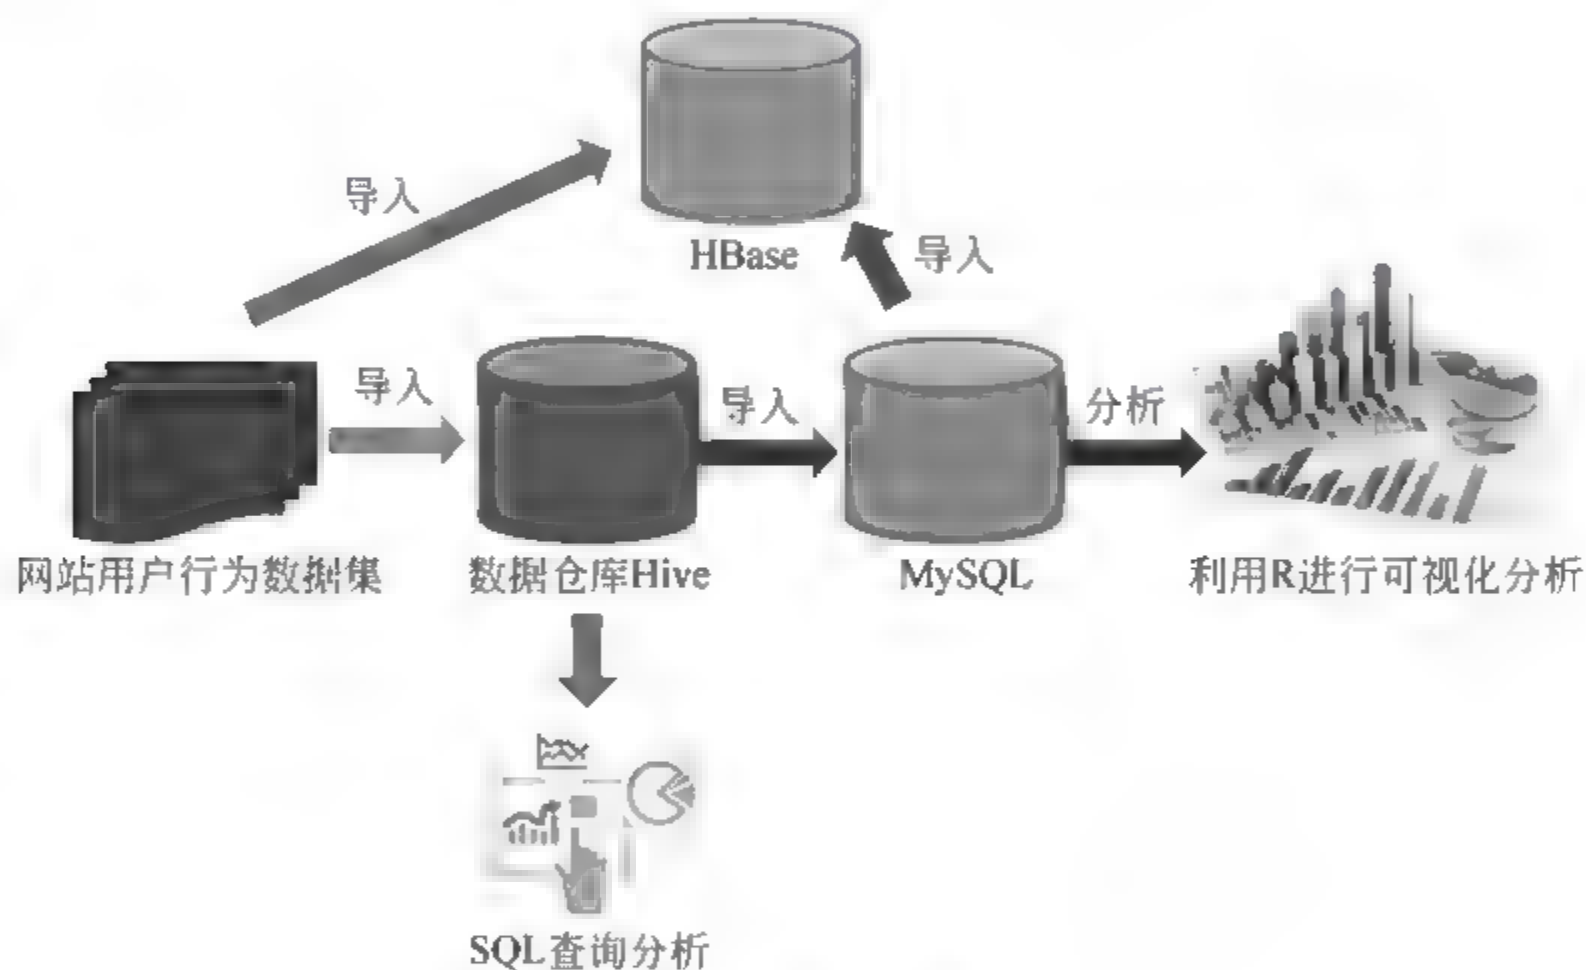 导入
HBase
导入
导入
导入
分析
网站用户行为数据集
数据仓库Hive
MySQL
利用R进行可视化分析
SQL查询分析